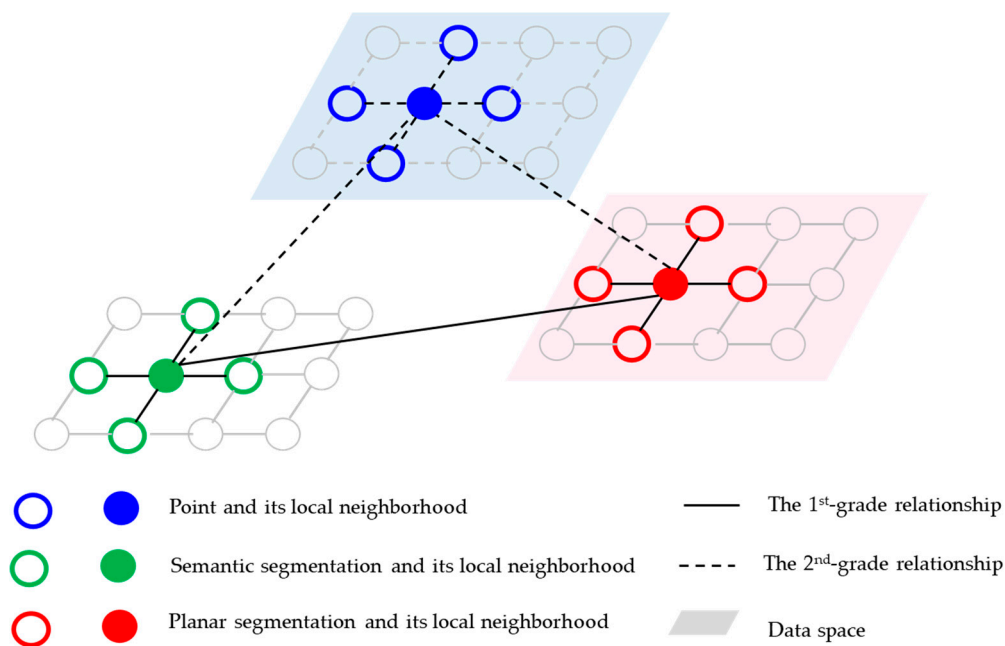 Point and its local neighborhood
The 1st-grade relationship
Semantic segmentation and its local neighborhood
The 2nd-grade relationship
Planar segmentation and its local neighborhood
Data space